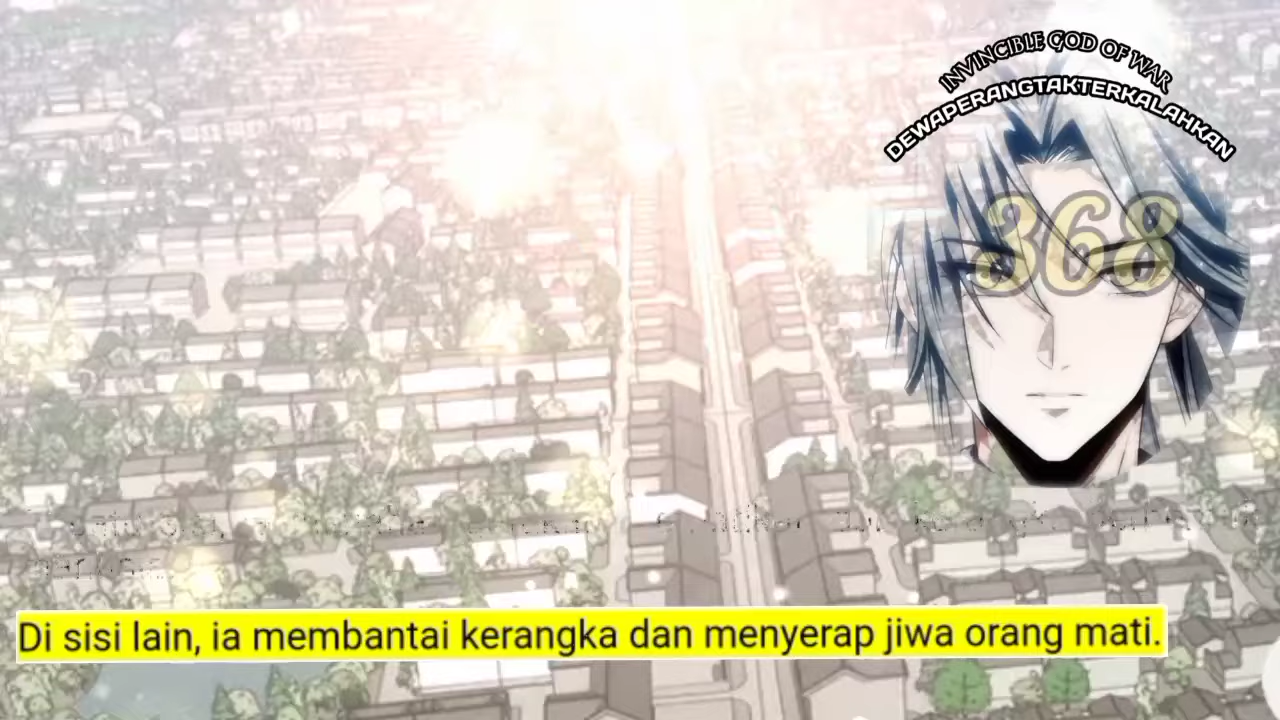 INVINCIBLE GOD OF WAR
DEWAPERANGTAKTERKALAHKAN
368
Di sisi lain, ia membantai kerangka dan menyerap jiwa orang mati.